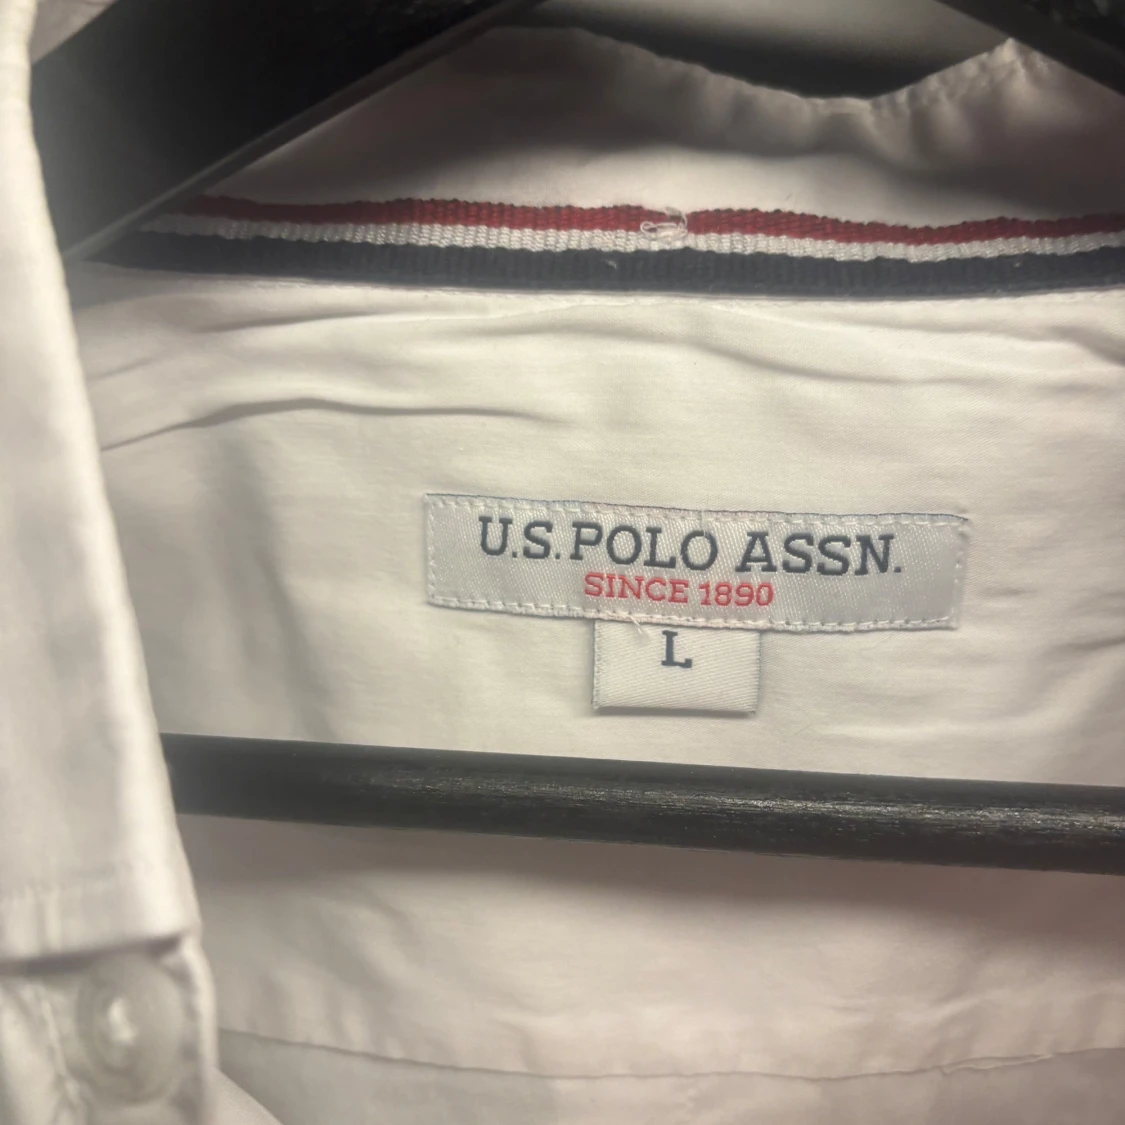 U.S. POLO ASSN.
SINCE 1890
L